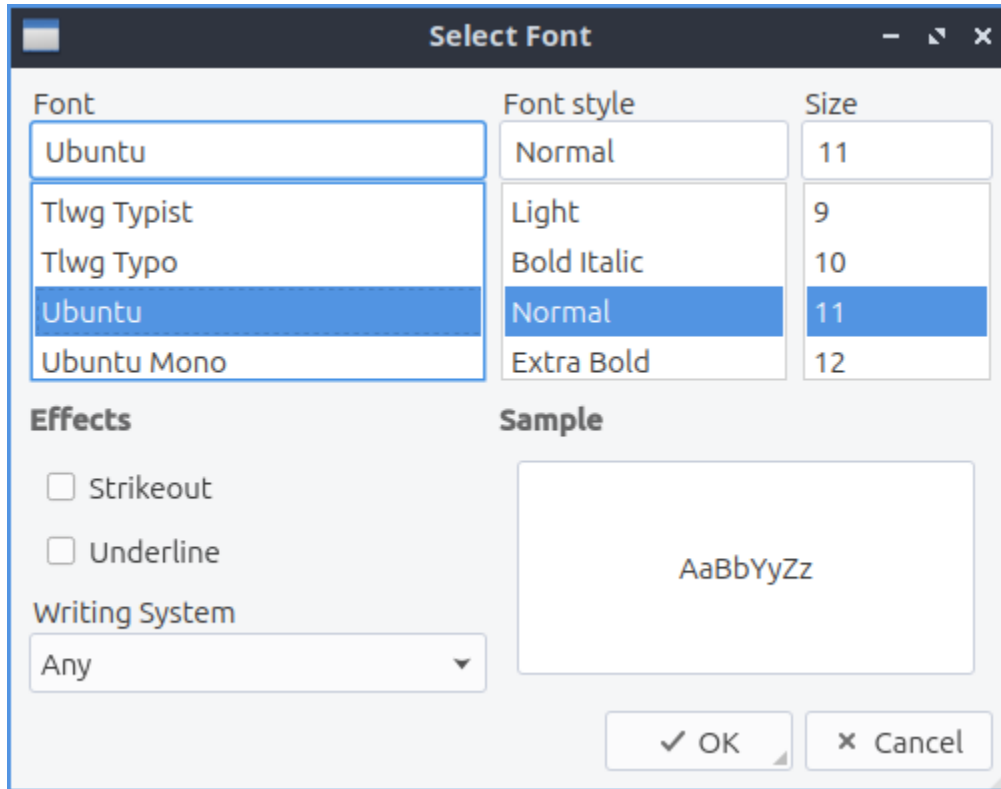 Select Font
Font Font style Size
Ubuntu Normal 11
Tlwg Typist Light 9
Tlwg Typo Bold Italic 10
Ubuntu Normal 11
Ubuntu Mono Extra Bold 12
Effects Sample
Strikeout
Underline
AaBbYyZz
Writing System
Any
OK Cancel